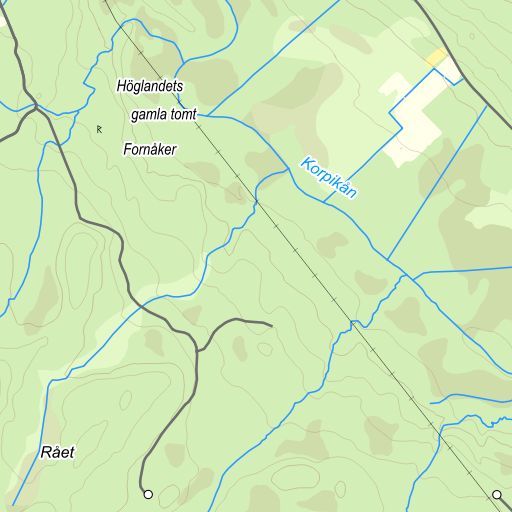 Höglandets
gamla tomt
R
Fornåker
Korpikån
Rået